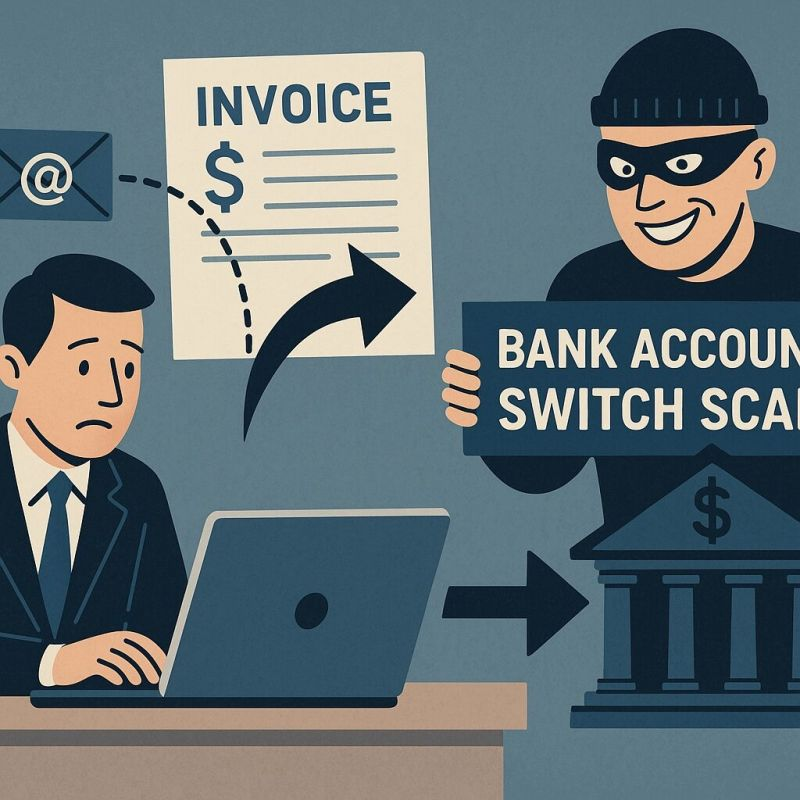 @
INVOICE
$
BANK ACCOUN
SWITCH SCA
$